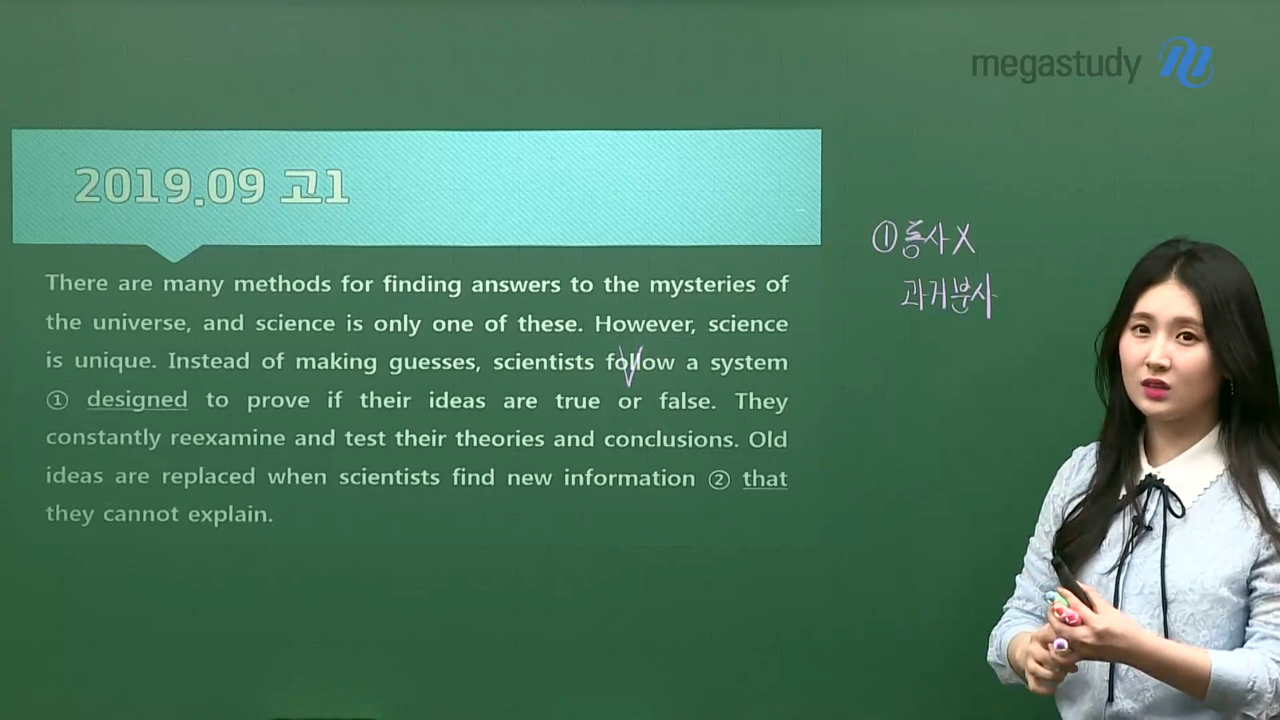 megastudy
2019.09 고1
There are many methods for finding answers to the mysteries of
the universe, and science is only one of these. However, science
is unique. Instead of making guesses, scientists follow a system
① designed to prove if their ideas are true or false. They
constantly reexamine and test their theories and conclusions. Old
ideas are replaced when scientists find new information ② that
they cannot explain.
V
① 동사 X
과거분사